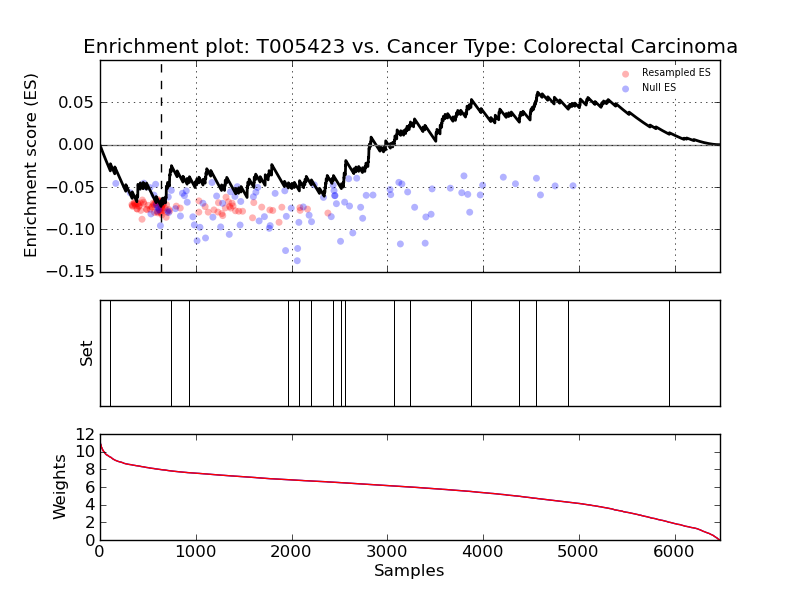 Enrichment plot: T005423 vs. Cancer Type: Colorectal Carcinoma
Enrichment score (ES)
0.05
0.00
−0.05
−0.10
−0.15
Resampled ES
Null ES
Set
Weights
12
10
8
6
4
2
0
0 1000 2000 3000 4000 5000 6000
Samples